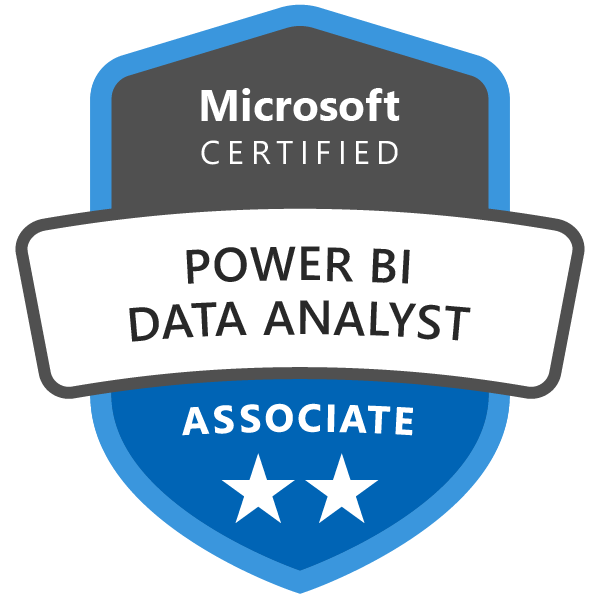 Microsoft
CERTIFIED
POWER BI
DATA ANALYST
ASSOCIATE